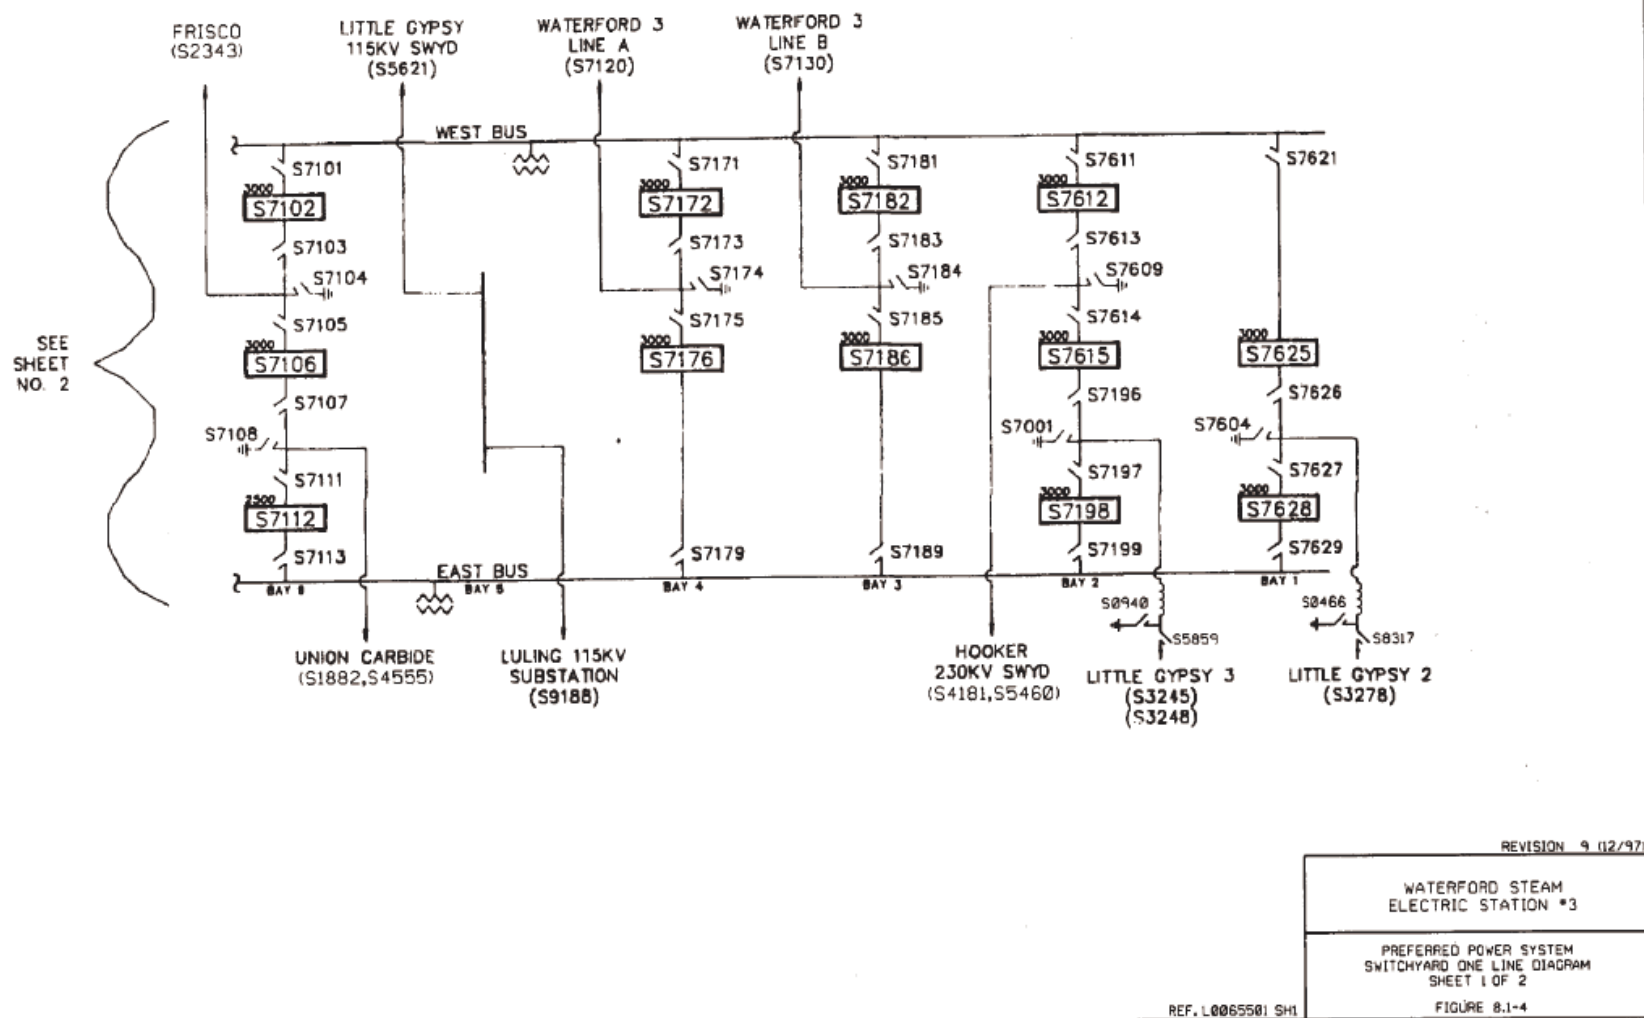 FRISCO
(S2343)
LITTLE GYPSY
115KV SWYD
(S5621)
WATERFORD 3
LINE A
(S7120)
WATERFORD 3
LINE B
(S7130)
WEST BUS
S7101
3000
S7102
S7103
S7104
S7105
3000
S7106
S7107
S7108
S7111
2500
S7112
S7113
SEE
SHEET
NO. 2
S7171
3000
S7172
S7173
S7174
S7175
3000
S7176
S7179
S7181
3000
S7182
S7183
S7184
S7185
3000
S7186
S7189
S7611
3000
S7612
S7613
S7609
S7614
3000
S7615
S7196
S7001
S7197
3000
S7198
S7199
S7621
3000
S7625
S7626
S7604
S7627
3000
S7628
S7629
EAST BUS
BAY 6
BAY 5
BAY 4
BAY 3
BAY 2
BAY 1
S0940
S5859
S0466
S8317
UNION CARBIDE
(S1882,S4555)
LULING 115KV
SUBSTATION
(S9188)
HOOKER
230KV SWYD
(S4181,S5460)
LITTLE GYPSY 3
(S3245)
(S3248)
LITTLE GYPSY 2
(S3278)
REVISION 9 (12/97)
WATERFORD STEAM
ELECTRIC STATION #3
PREFERRED POWER SYSTEM
SWITCHYARD ONE LINE DIAGRAM
SHEET 1 OF 2
FIGURE 8.1-4
REF. L0065501 SH1